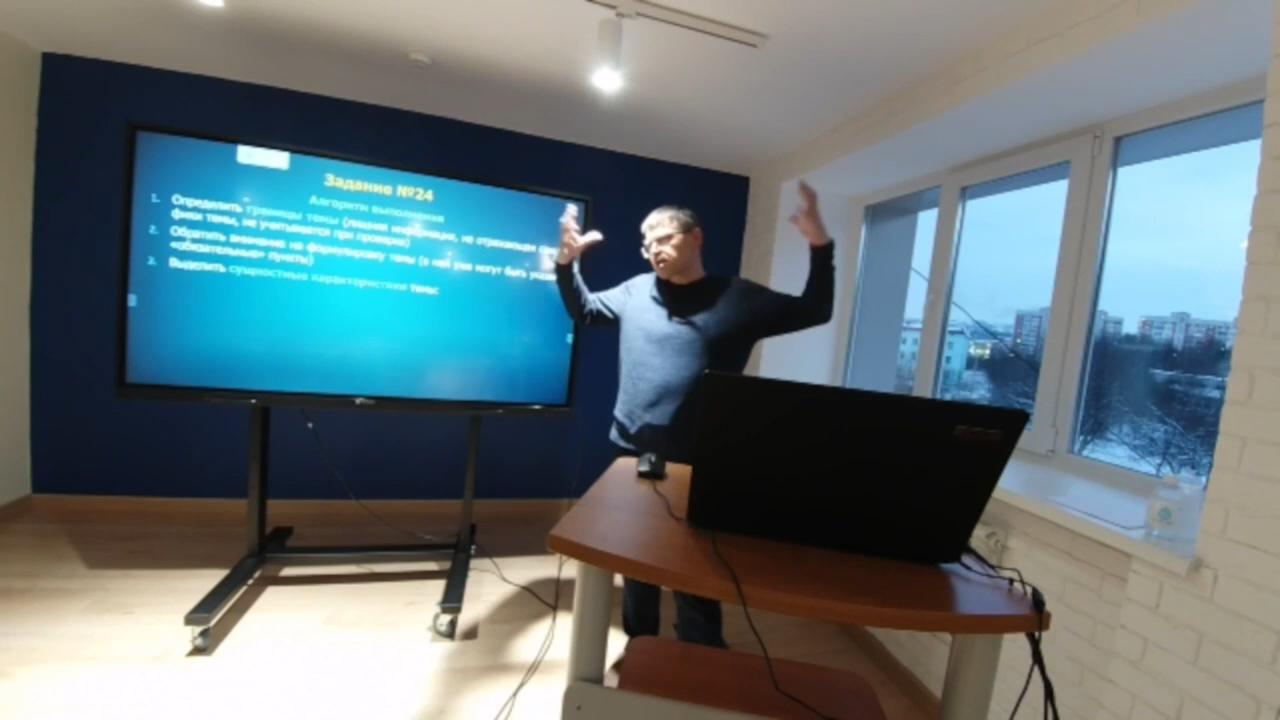 Задание №24
Алгоритм выполнения
1. Определить границы темы (лишняя информация, не отражающая
фики темы, не учитывается при проверке)
2. Обратить внимание на формулировку темы (в ней уже могут быть
«обязательные» пункты)
3. Выделить сущностные характеристики темы: